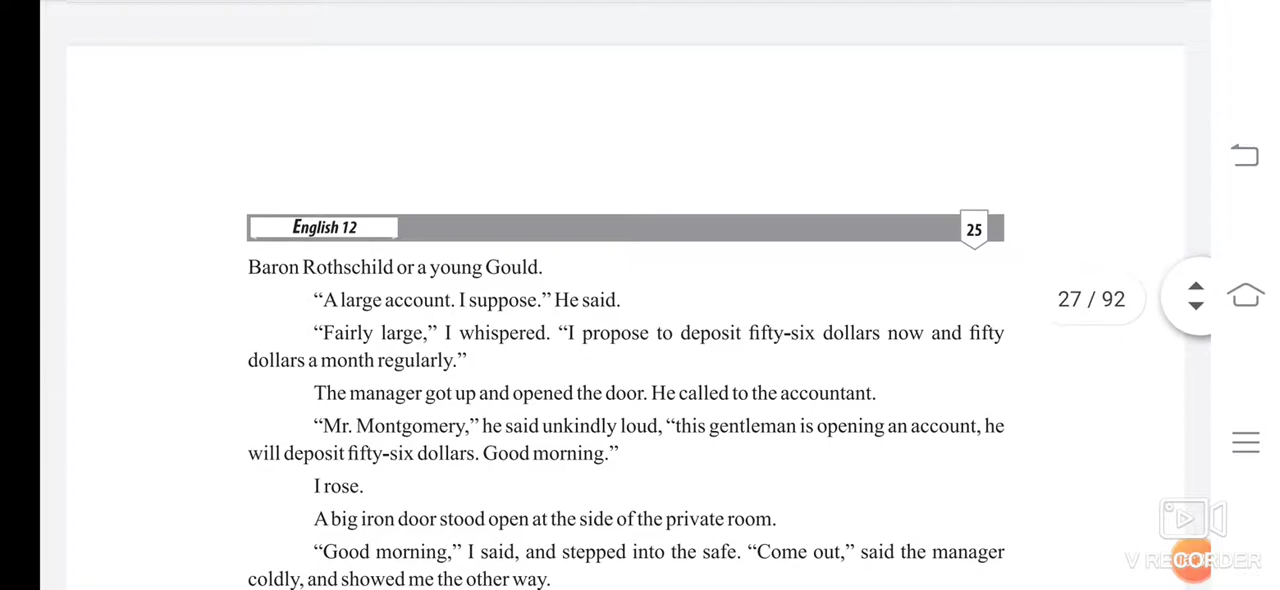 English 12
25
Baron Rothschild or a young Gould.
“A large account. I suppose.” He said.
“Fairly large,” I whispered. “I propose to deposit fifty-six dollars now and fifty
dollars a month regularly.”
27 / 92
The manager got up and opened the door. He called to the accountant.
“Mr. Montgomery,” he said unkindly loud, “this gentleman is opening an account, he
will deposit fifty-six dollars. Good morning.”
I rose.
A big iron door stood open at the side of the private room.
“Good morning,” I said, and stepped into the safe. “Come out,” said the manager
coldly, and showed me the other way.
V RECORDER